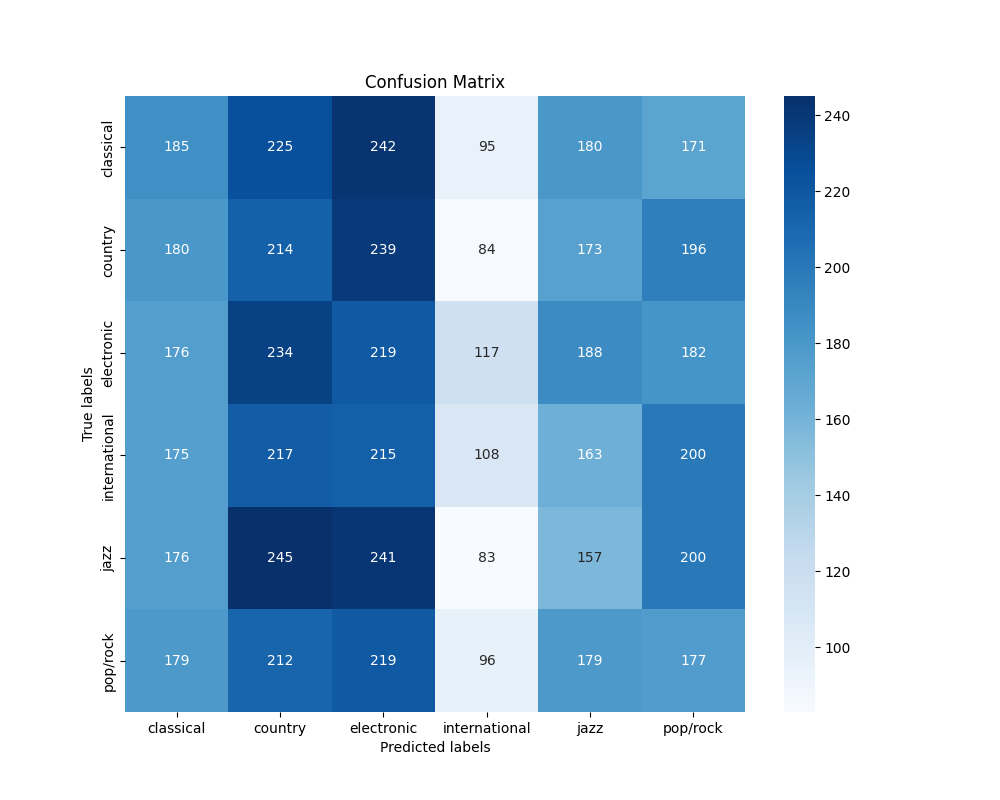 Confusion Matrix
classical 185 225 242 95 180 171
country 180 214 239 84 173 196
electronic 176 234 219 117 188 182
international 175 217 215 108 163 200
jazz 176 245 241 83 157 200
pop/rock 179 212 219 96 179 177
True labels
classical country electronic international jazz pop/rock
Predicted labels
240
220
200
180
160
140
120
100